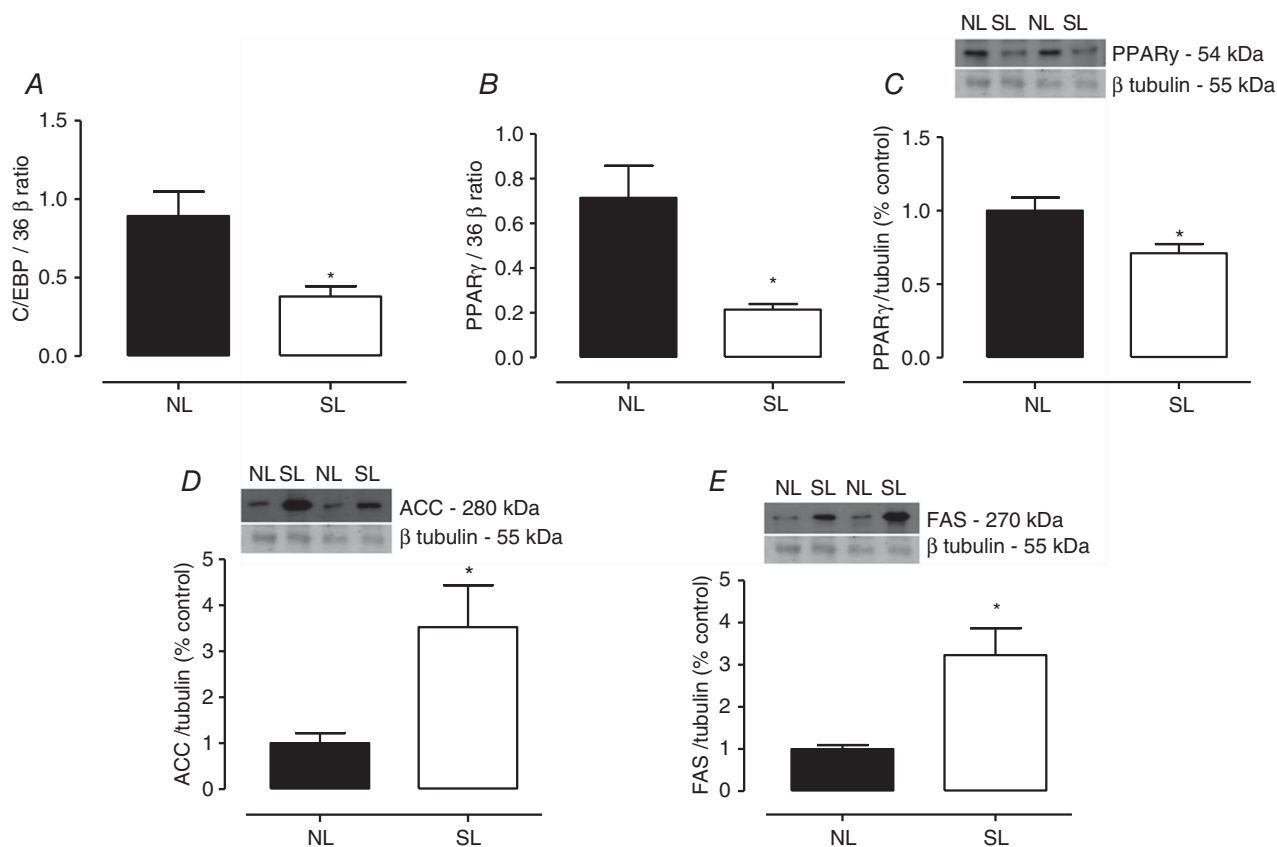 NL SL NL SL
PPARγ - 54 kDa
β tubulin - 55 kDa
A
B
C
C/EBP / 36 β ratio
1.5
1.0
0.5
0.0
*
NL
SL
PPARγ / 36 β ratio
1.0
0.8
0.6
0.4
0.2
0.0
*
NL
SL
PPARγ/tubulin (% control)
1.5
1.0
0.5
0.0
*
NL
SL
D
NL SL NL SL
ACC - 280 kDa
β tubulin - 55 kDa
ACC /tubulin (% control)
5
4
3
2
1
0
*
NL
SL
E
NL SL NL SL
FAS - 270 kDa
β tubulin - 55 kDa
FAS /tubulin (% control)
5
4
3
2
1
0
*
NL
SL